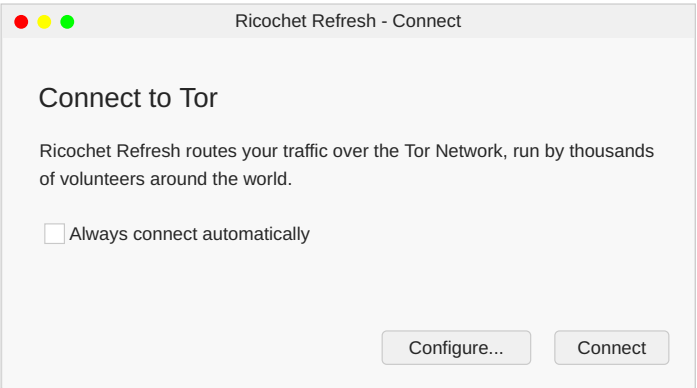 Ricochet Refresh - Connect
Connect to Tor
Ricochet Refresh routes your traffic over the Tor Network, run by thousands
of volunteers around the world.
Always connect automatically
Configure...
Connect